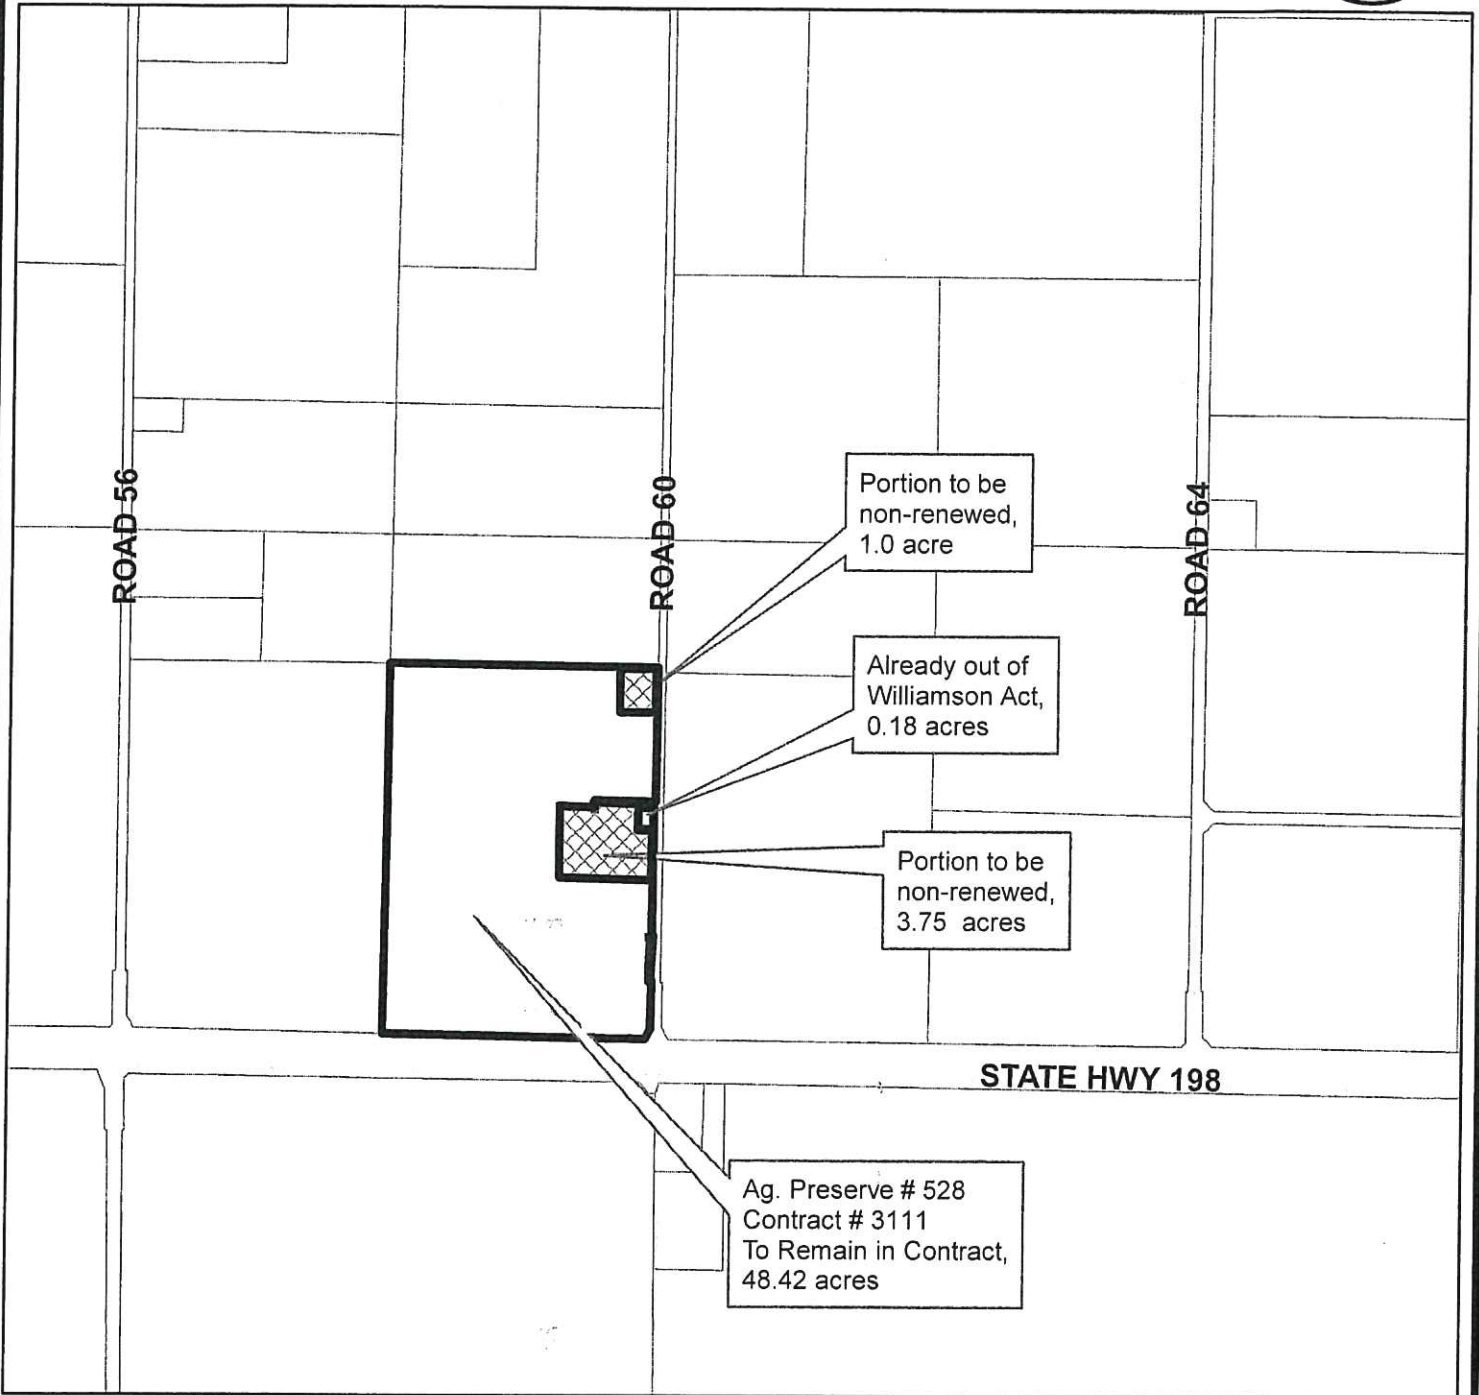 ROAD 56
ROAD 60
ROAD 64
Portion to be
non-renewed,
1.0 acre
Already out of
Williamson Act,
0.18 acres
Portion to be
non-renewed,
3.75 acres
STATE HWY 198
Ag. Preserve # 528
Contract # 3111
To Remain in Contract,
48.42 acres